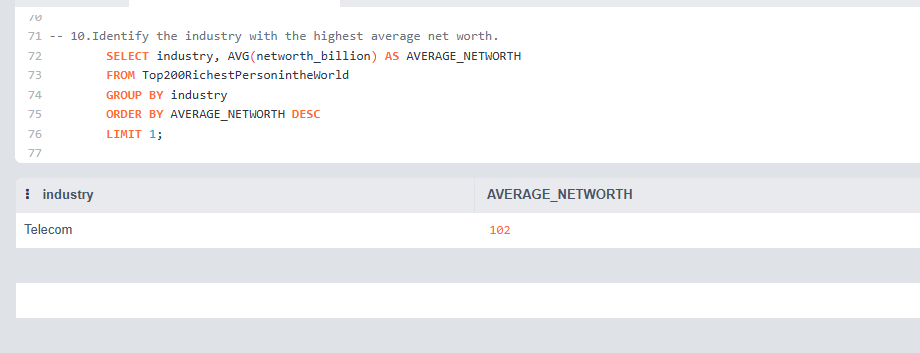 70
71 -- 10.Identify the industry with the highest average net worth.
72 SELECT industry, AVG(networth_billion) AS AVERAGE_NETWORTH
73 FROM Top200RichestPersonintheWorld
74 GROUP BY industry
75 ORDER BY AVERAGE_NETWORTH DESC
76 LIMIT 1;
77
industry AVERAGE_NETWORTH
Telecom 102